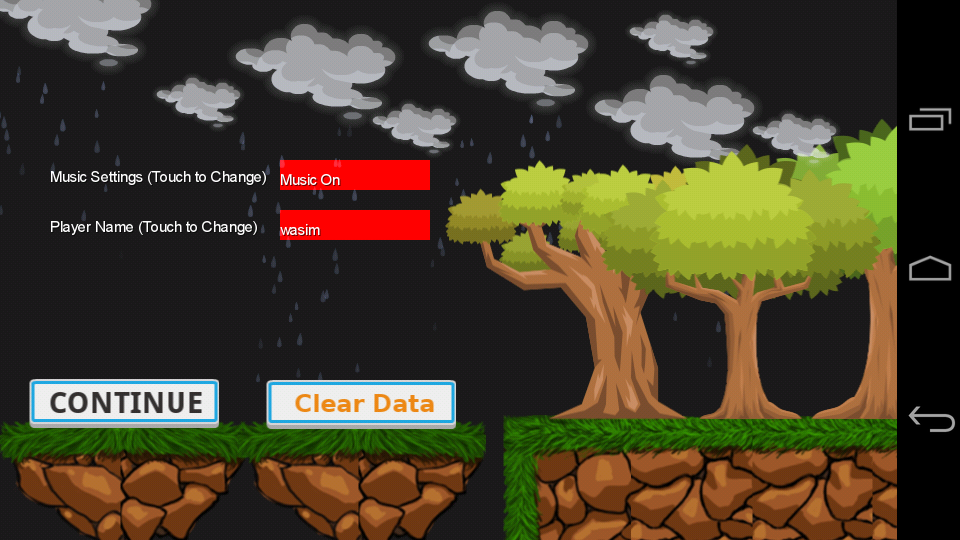 Music Settings (Touch to Change) Music On
Player Name (Touch to Change) wasim
CONTINUE Clear Data